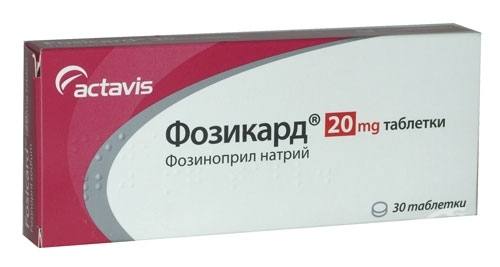 actavis
Фозикард® 20 mg таблетки
Фозиноприл натрий
30 таблетки